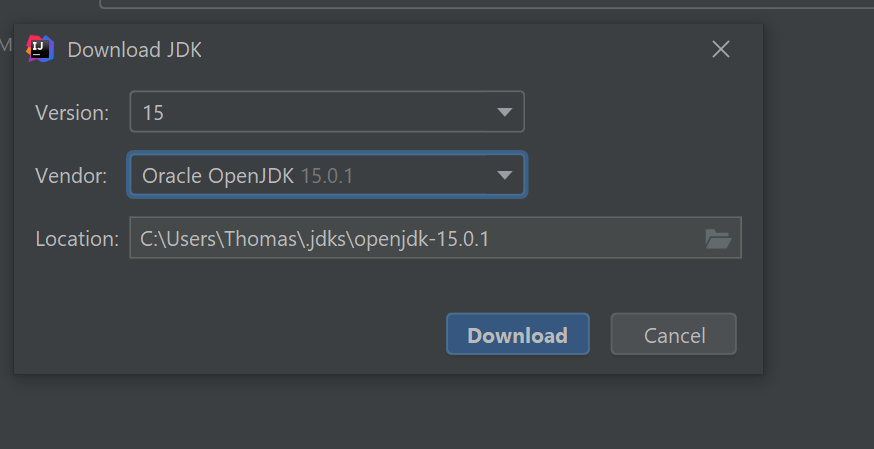 M
IJ
Download JDK
Version: 15
Vendor: Oracle OpenJDK 15.0.1
Location: C:\Users\Thomas\.jdks\openjdk-15.0.1
Download Cancel